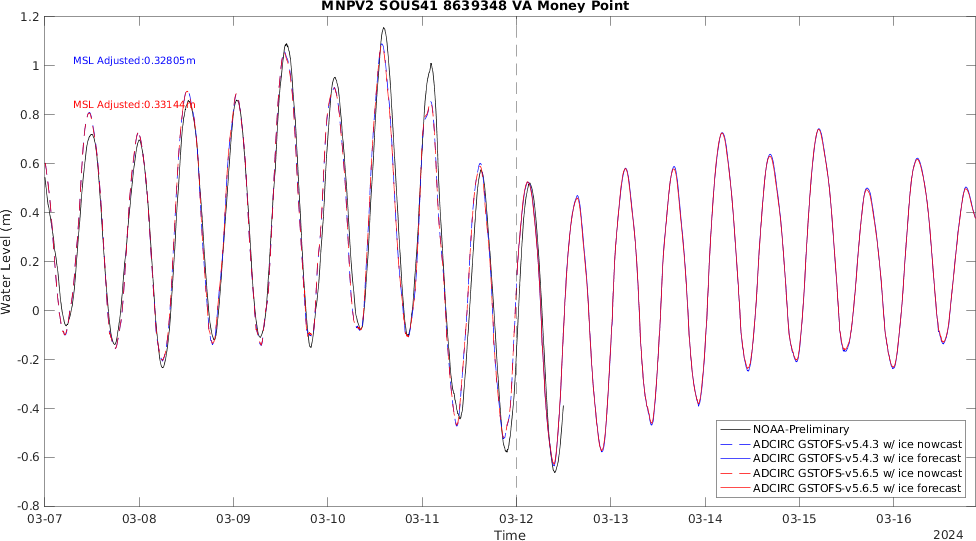 MNPV2 SOUS41 8639348 VA Money Point
1.2
1
0.8
0.6
0.4
0.2
0
-0.2
-0.4
-0.6
-0.8
Water Level (m)
MSL Adjusted:0.32805m
MSL Adjusted:0.33144m
NOAA-Preliminary
ADCIRC GSTOFS-v5.4.3 w/ ice nowcast
ADCIRC GSTOFS-v5.4.3 w/ ice forecast
ADCIRC GSTOFS-v5.6.5 w/ ice nowcast
ADCIRC GSTOFS-v5.6.5 w/ ice forecast
03-07 03-08 03-09 03-10 03-11 03-12 03-13 03-14 03-15 03-16
Time
2024